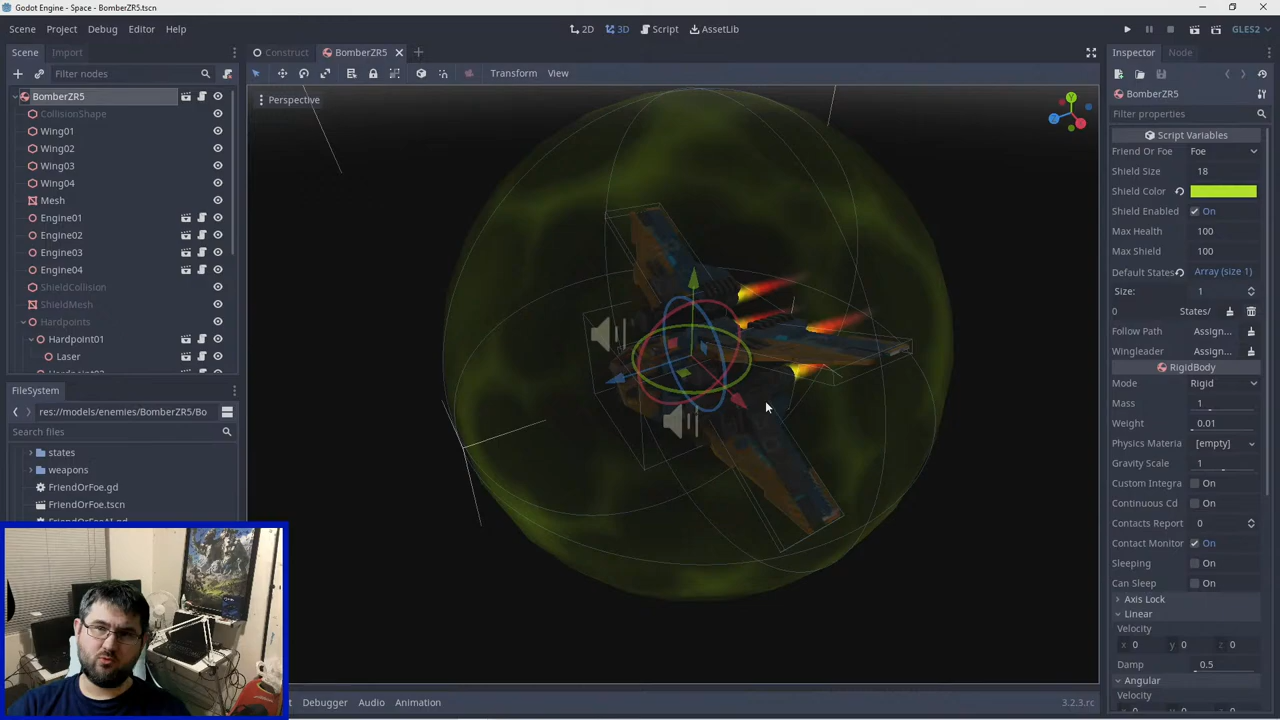 Godot Engine - BomberZR5.tscn
Scene Project Debug Editor Help
2D 3D Script AssetLib
GLES2
Scene Import
Construct BomberZR5
Inspector Node
Filter nodes
Transform View
BomberZR5
CollisionShape
Wing01
Wing02
Wing03
Wing04
Mesh
Engine01
Engine02
Engine03
Engine04
ShieldCollision
ShieldMesh
Hardpoints
Hardpoint01
Laser
Perspective
Y
Z
X
FileSystem
res://models/enemies/BomberZR5/Bo
Search files
states
weapons
FriendOrFoe.gd
FriendOrFoe.tscn
Debugger Audio Animation
3.2.3.rc
BomberZR5
Filter properties
Script Variables
Friend Or Foe Foe
Shield Size 18
Shield Color
Shield Enabled On
Max Health 100
Max Shield 100
Default States Array (size 1)
Size: 1
0 States/
Follow Path Assign...
Wingleader Assign...
RigidBody
Mode Rigid
Mass 1
Weight 0.01
Physics Materia [empty]
Gravity Scale 1
Custom Integra On
Continuous Cd On
Contacts Report 0
Contact Monitor On
Sleeping On
Can Sleep On
Axis Lock
Linear
Velocity
x 0 y 0 z 0
Damp 0.5
Angular
Velocity